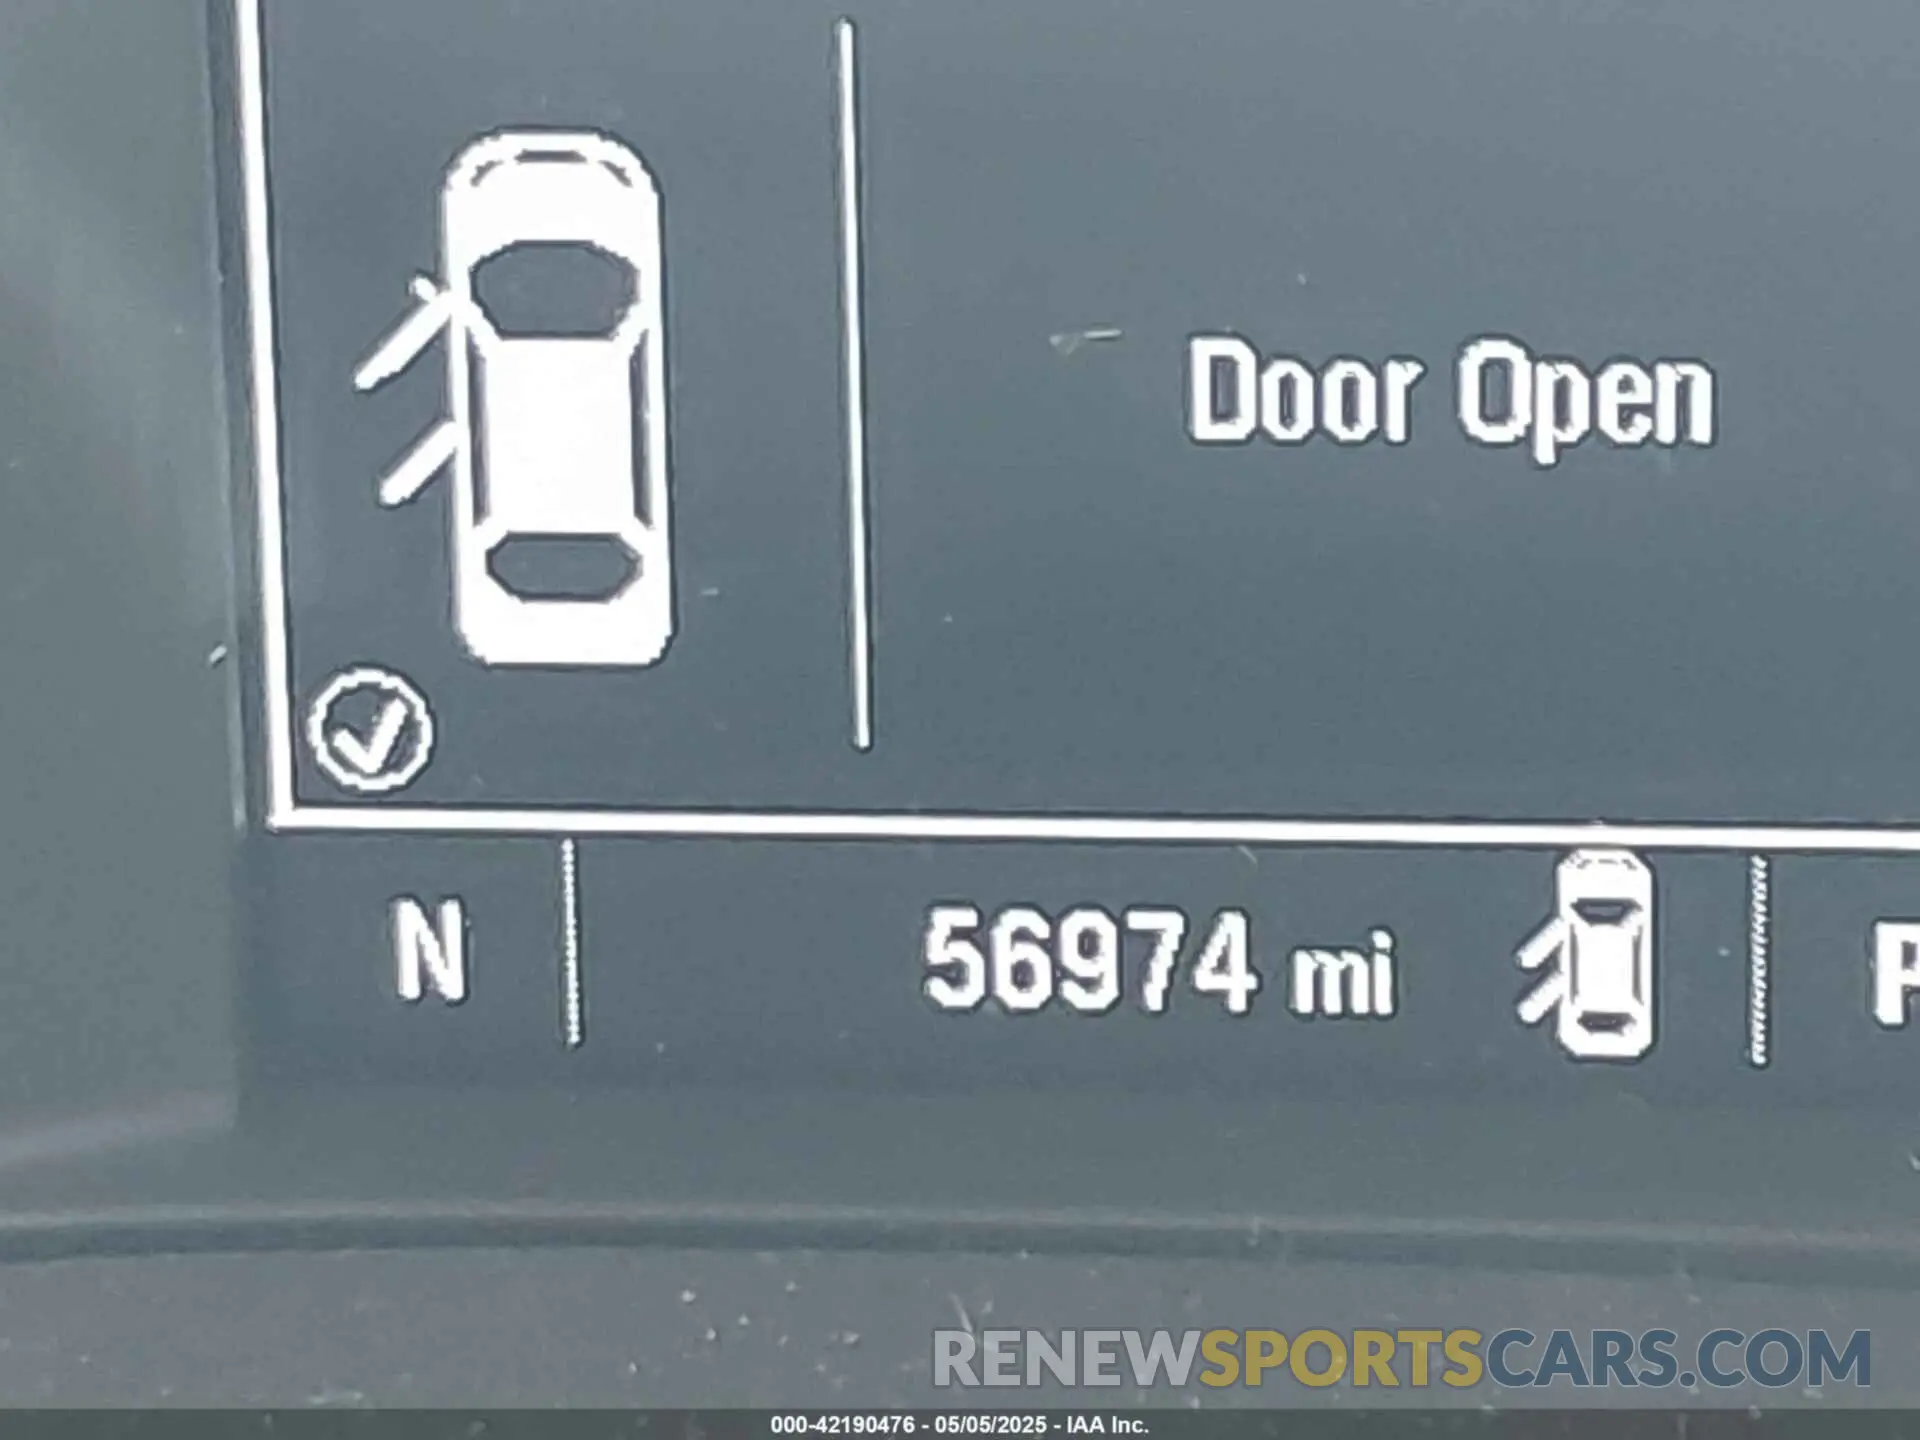 Door Open
N 56974 mi
RENEWSPORTSCARS.COM
000-42190476 - 05/05/2025 - IAA Inc.